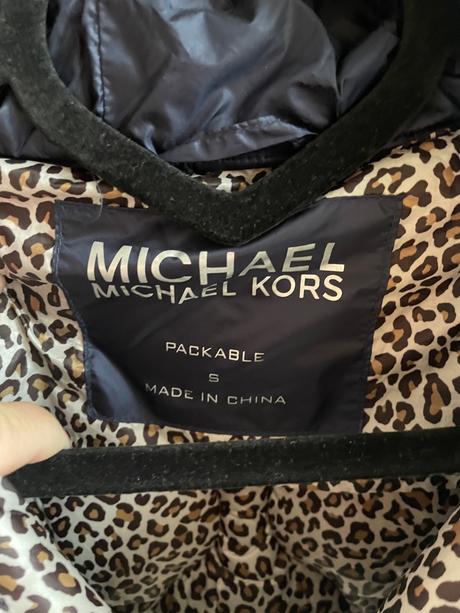 MICHAEL
MICHAEL KORS
PACKABLE
S
MADE IN CHINA